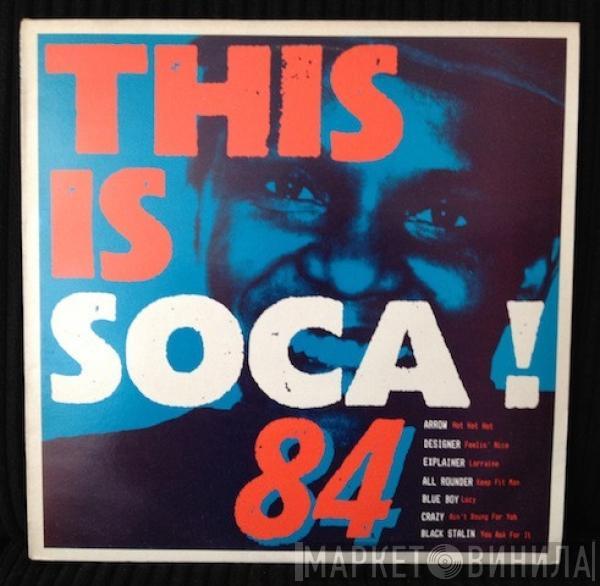 THIS
IS
SOCA!
84
ARROW Hot Hot Hot
DESIGNER Feelin' Nice
EXPLAINER Lorraine
ALL ROUNDER Keep Fit Man
BLUE BOY Lucy
CRAZY Ain't Boung For Yuh
BLACK STALIN You Ask For It
МАРКЕТ ВИНИЛА